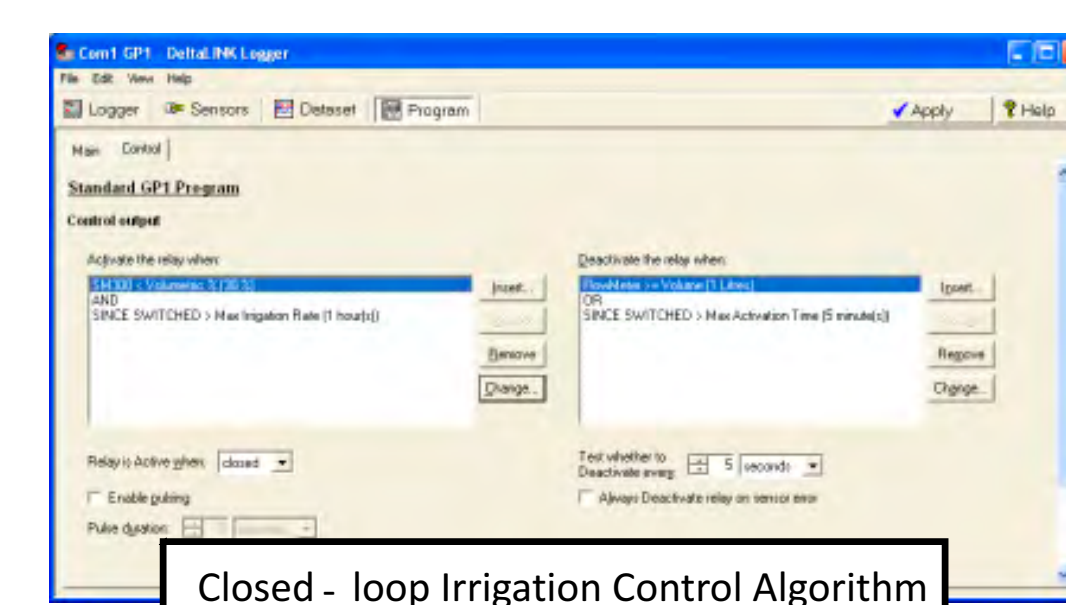 Com1 GP1 DeltaLINK Logger
File Edit View Help
Logger Sensors Dataset Program Apply Help
Main Control
Standard GP1 Program
Control output
Activate the relay when:
SM300 < Volumetric % (30 %)
AND
SINCE SWITCHED > Max Irrigation Rate (1 hour(s))
Insert...
Remove
Change...
Deactivate the relay when:
FlowMeter >= Volume (1 Litres)
OR
SINCE SWITCHED > Max Activation Time (5 minute(s))
Insert...
Remove
Change...
Relay is Active when: closed
Enable pulsing
Pulse duration:
Test whether to
Deactivate every: 5 seconds
Always Deactivate relay on sensor error
Closed - loop Irrigation Control Algorithm